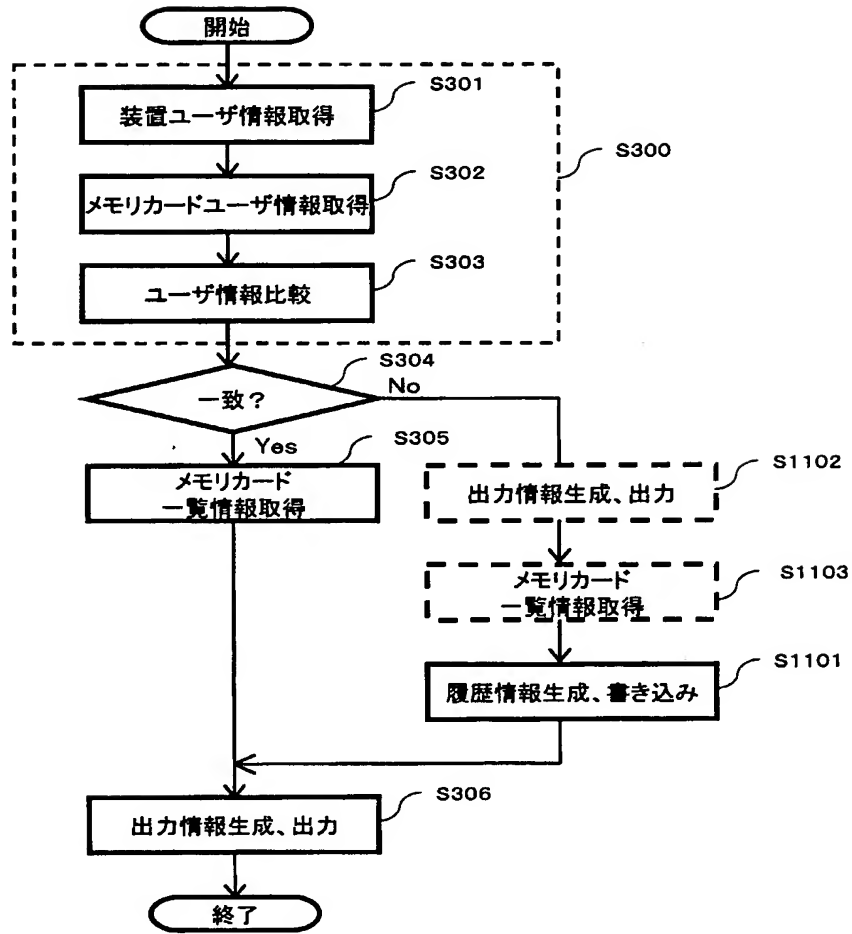 開始
装置ユーザ情報取得
S301
メモリカードユーザ情報取得
S302
ユーザ情報比較
S303
S300
一致？
S304
No
Yes
メモリカード
一覧情報取得
S305
出力情報生成、出力
S1102
メモリカード
一覧情報取得
S1103
履歴情報生成、書き込み
S1101
出力情報生成、出力
S306
終了